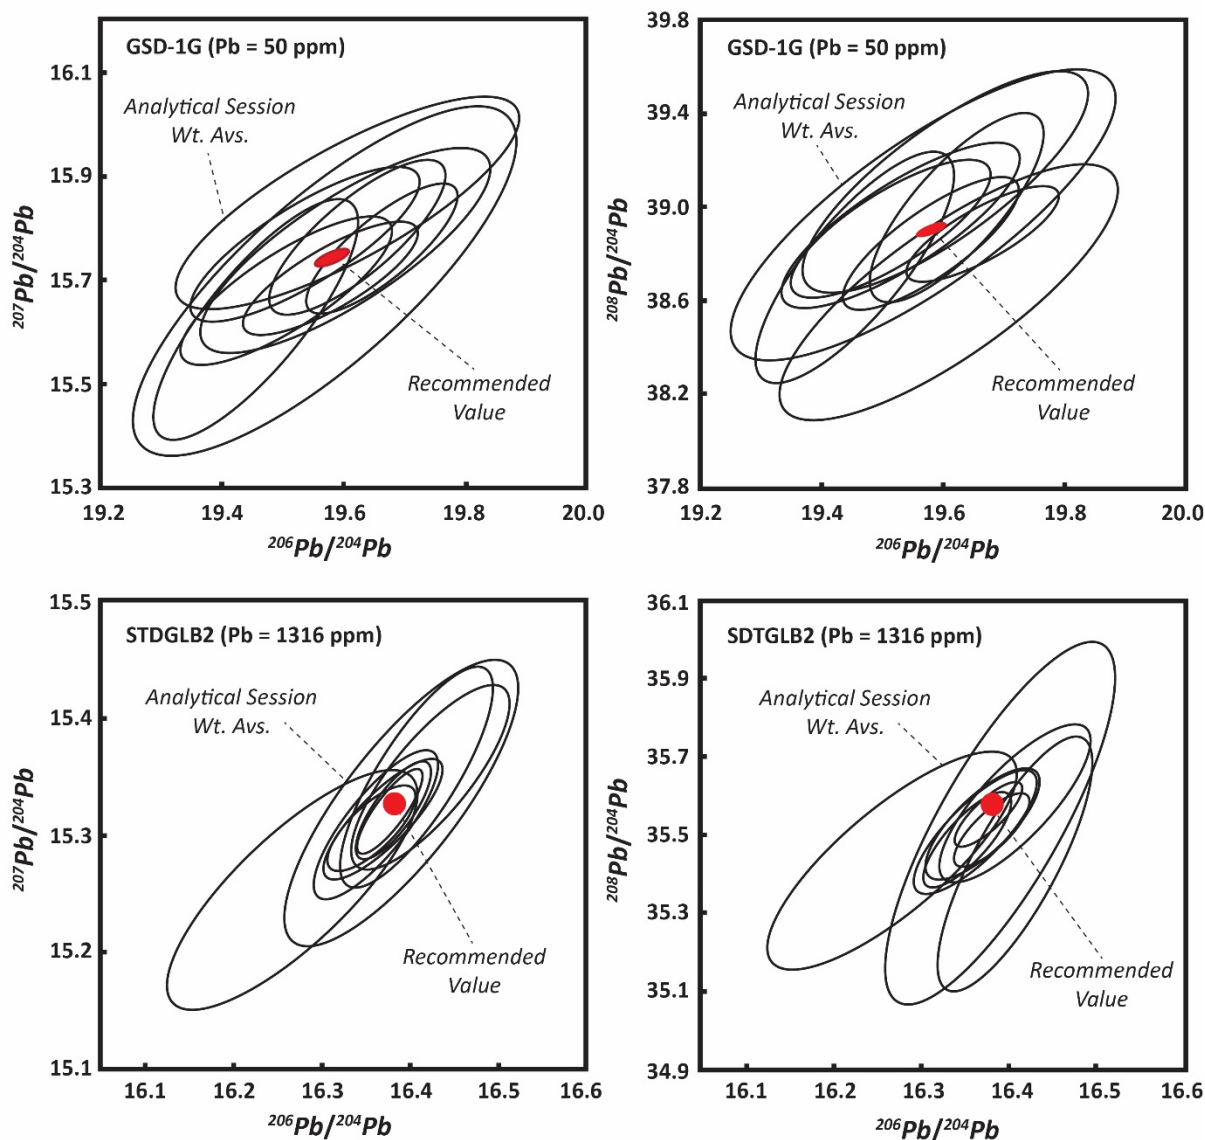 GSD-1G (Pb = 50 ppm)
Analytical Session
Wt. Avs.
Recommended
Value
16.1
15.9
15.7
15.5
15.3
²⁰⁷Pb/²⁰⁴Pb
19.2 19.4 19.6 19.8 20.0
²⁰⁶Pb/²⁰⁴Pb
GSD-1G (Pb = 50 ppm)
Analytical Session
Wt. Avs.
Recommended
Value
39.8
39.4
39.0
38.6
38.2
37.8
²⁰⁸Pb/²⁰⁴Pb
19.2 19.4 19.6 19.8 20.0
²⁰⁶Pb/²⁰⁴Pb
STDGLB2 (Pb = 1316 ppm)
Analytical Session
Wt. Avs.
Recommended
Value
15.5
15.4
15.3
15.2
15.1
²⁰⁷Pb/²⁰⁴Pb
16.1 16.2 16.3 16.4 16.5 16.6
²⁰⁶Pb/²⁰⁴Pb
SDTGLB2 (Pb = 1316 ppm)
Analytical Session
Wt. Avs.
Recommended
Value
36.1
35.9
35.7
35.5
35.3
35.1
34.9
²⁰⁸Pb/²⁰⁴Pb
16.1 16.2 16.3 16.4 16.5 16.6
²⁰⁶Pb/²⁰⁴Pb